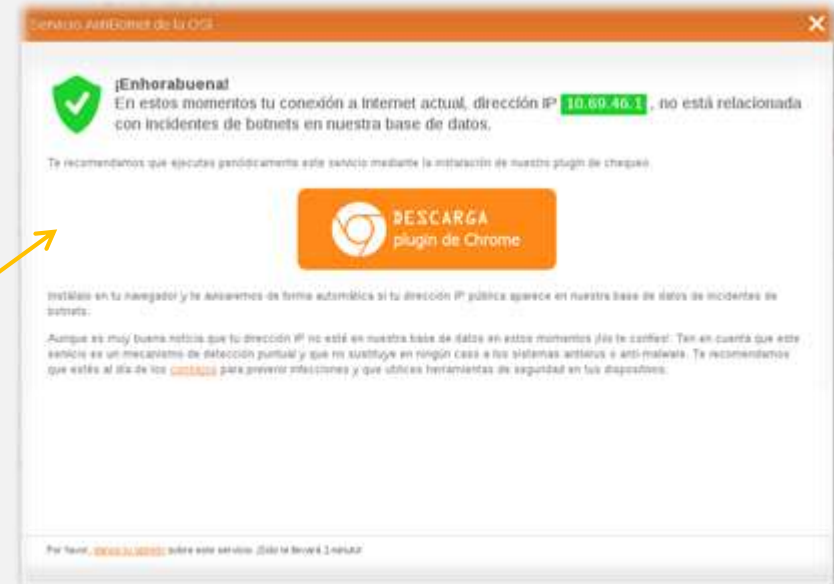 Servicio AntiBotnet de la OSI
¡Enhorabuena!
En estos momentos tu conexión a Internet actual, dirección IP 10.69.46.1 , no está relacionada
con incidentes de botnets en nuestra base de datos.
Te recomendamos que ejecutes periódicamente este servicio mediante la instalación de nuestro plugin de chequeo
DESCARGA
plugin de Chrome
Instálalo en tu navegador y te avisaremos de forma automática si tu dirección IP pública aparece en nuestra base de datos de incidentes de
botnets.
Aunque es muy buena noticia que tu dirección IP no esté en nuestra base de datos en estos momentos ¡No te confíes!. Ten en cuenta que este
servicio es un mecanismo de detección puntual y que no sustituye en ningún caso a los sistemas antivirus o anti-malware. Te recomendamos
que estés al día de los consejos para prevenir infecciones y que utilices herramientas de seguridad en tus dispositivos.
Por favor, danos tu opinión sobre este servicio. ¡Sólo te llevará 1 minuto!